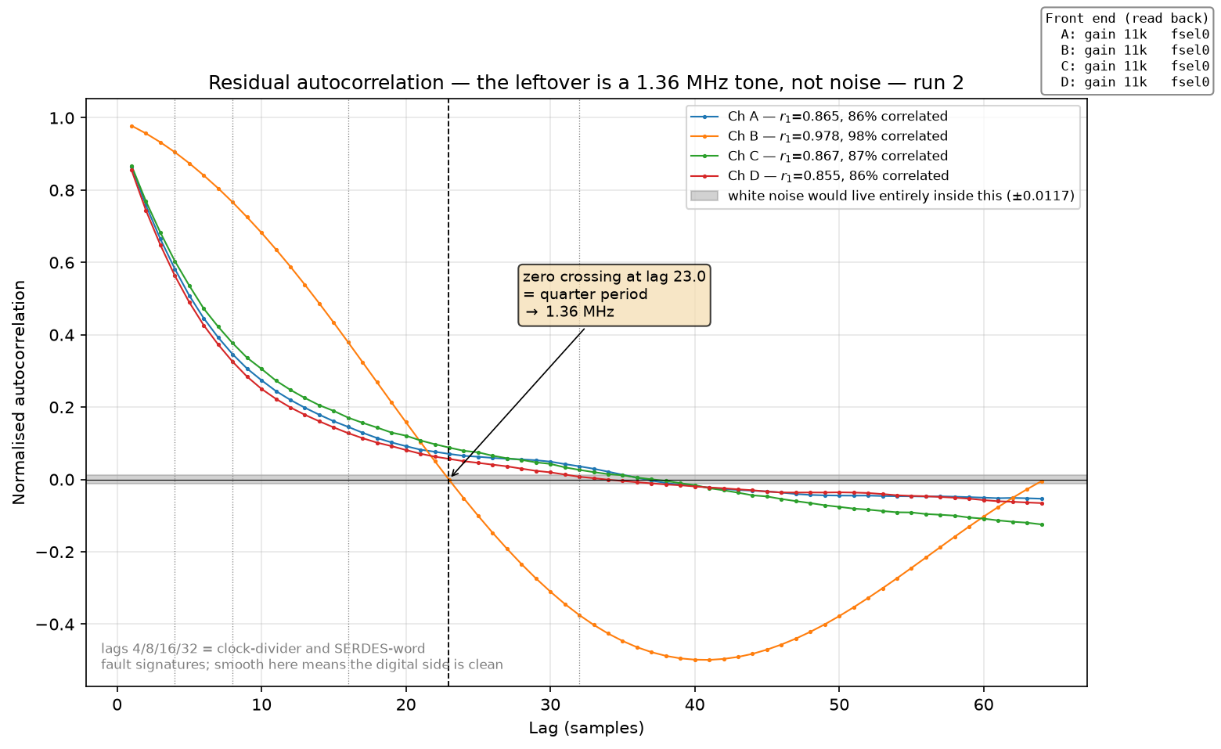 Front end (read back)
A: gain 11k   fsel0
B: gain 11k   fsel0
C: gain 11k   fsel0
D: gain 11k   fsel0
Residual autocorrelation — the leftover is a 1.36 MHz tone, not noise — run 2
Ch A — r₁=0.865, 86% correlated
Ch B — r₁=0.978, 98% correlated
Ch C — r₁=0.867, 87% correlated
Ch D — r₁=0.855, 86% correlated
white noise would live entirely inside this (±0.0117)
zero crossing at lag 23.0
= quarter period
→ 1.36 MHz
Normalised autocorrelation
1.0
0.8
0.6
0.4
0.2
0.0
−0.2
−0.4
lags 4/8/16/32 = clock-divider and SERDES-word
fault signatures; smooth here means the digital side is clean
0 10 20 30 40 50 60
Lag (samples)